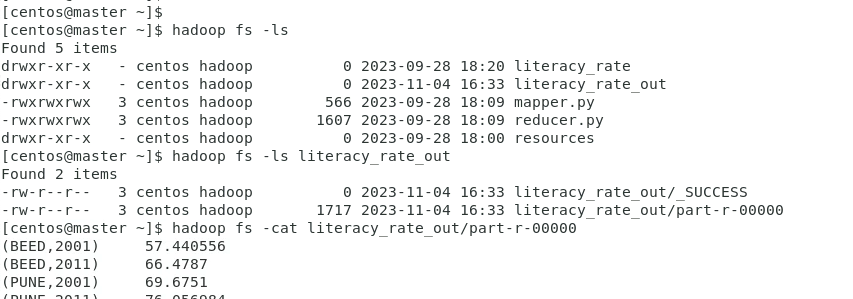 [centos@master ~]$
[centos@master ~]$ hadoop fs -ls
Found 5 items
drwxr-xr-x   - centos hadoop          0 2023-09-28 18:20 literacy_rate
drwxr-xr-x   - centos hadoop          0 2023-11-04 16:33 literacy_rate_out
-rwxrwxrwx   3 centos hadoop        566 2023-09-28 18:09 mapper.py
-rwxrwxrwx   3 centos hadoop       1607 2023-09-28 18:09 reducer.py
drwxr-xr-x   - centos hadoop          0 2023-09-28 18:00 resources
[centos@master ~]$ hadoop fs -ls literacy_rate_out
Found 2 items
-rw-r--r--   3 centos hadoop          0 2023-11-04 16:33 literacy_rate_out/_SUCCESS
-rw-r--r--   3 centos hadoop       1717 2023-11-04 16:33 literacy_rate_out/part-r-00000
[centos@master ~]$ hadoop fs -cat literacy_rate_out/part-r-00000
(BEED,2001)     57.440556
(BEED,2011)     66.4787
(PUNE,2001)     69.6751